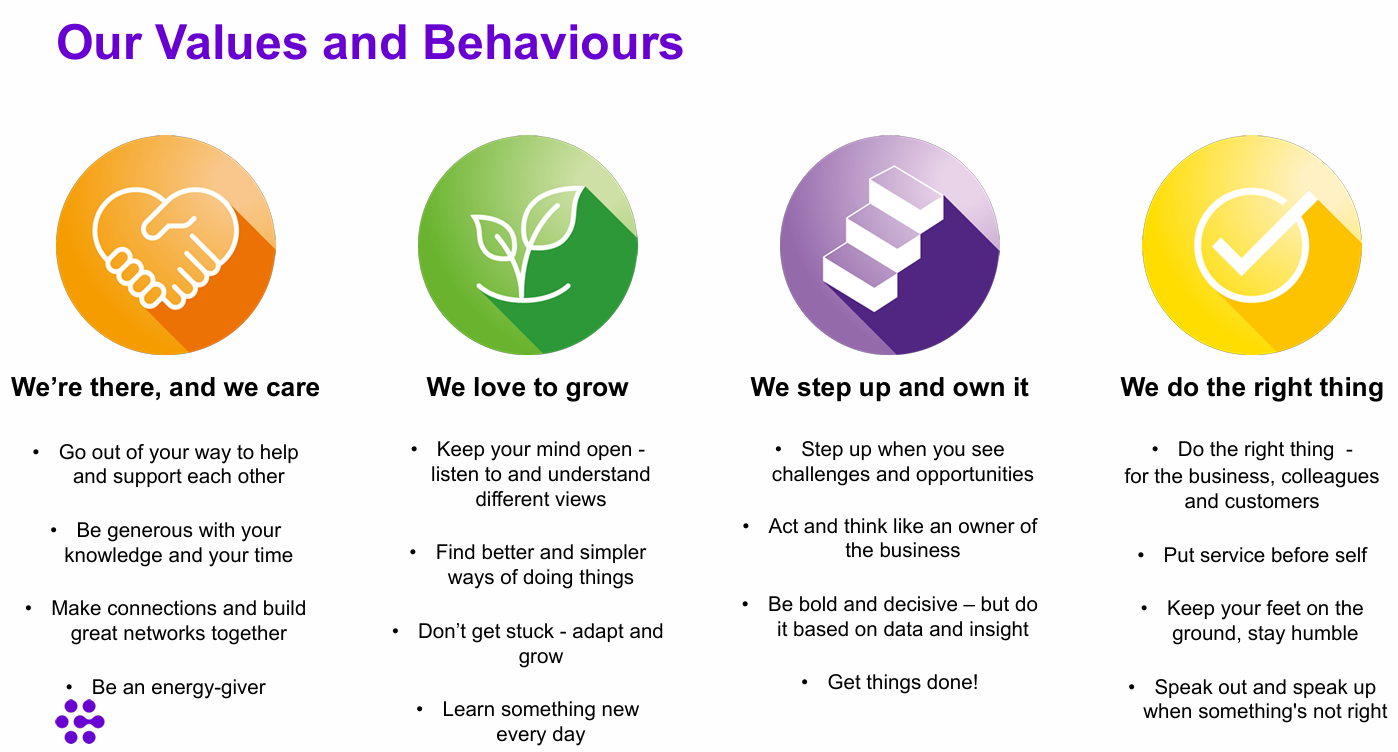 Our Values and Behaviours
We’re there, and we care
• Go out of your way to help
and support each other
• Be generous with your
knowledge and your time
• Make connections and build
great networks together
• Be an energy-giver
We love to grow
• Keep your mind open -
listen to and understand
different views
• Find better and simpler
ways of doing things
• Don’t get stuck - adapt and
grow
• Learn something new
every day
We step up and own it
• Step up when you see
challenges and opportunities
• Act and think like an owner of
the business
• Be bold and decisive – but do
it based on data and insight
• Get things done!
We do the right thing
• Do the right thing  -
for the business, colleagues
and customers
• Put service before self
• Keep your feet on the
ground, stay humble
• Speak out and speak up
when something's not right